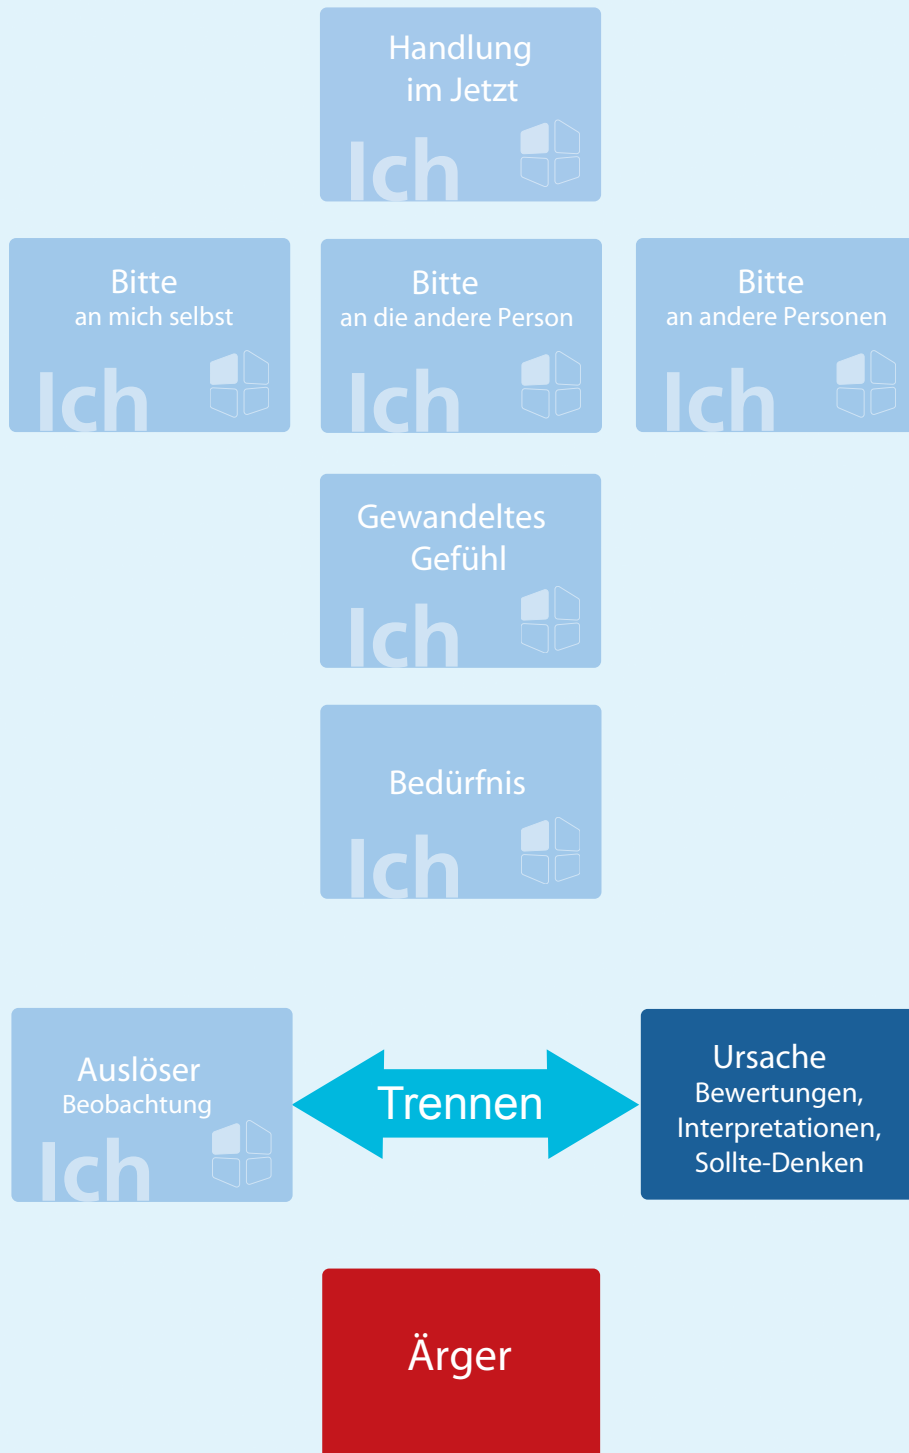 Handlung
im Jetzt
Ich
Bitte
an mich selbst
Ich
Bitte
an die andere Person
Ich
Bitte
an andere Personen
Ich
Gewandeltes
Gefühl
Ich
Bedürfnis
Ich
Auslöser
Beobachtung
Ich
Trennen
Ursache
Bewertungen,
Interpretationen,
Sollte-Denken
Ärger